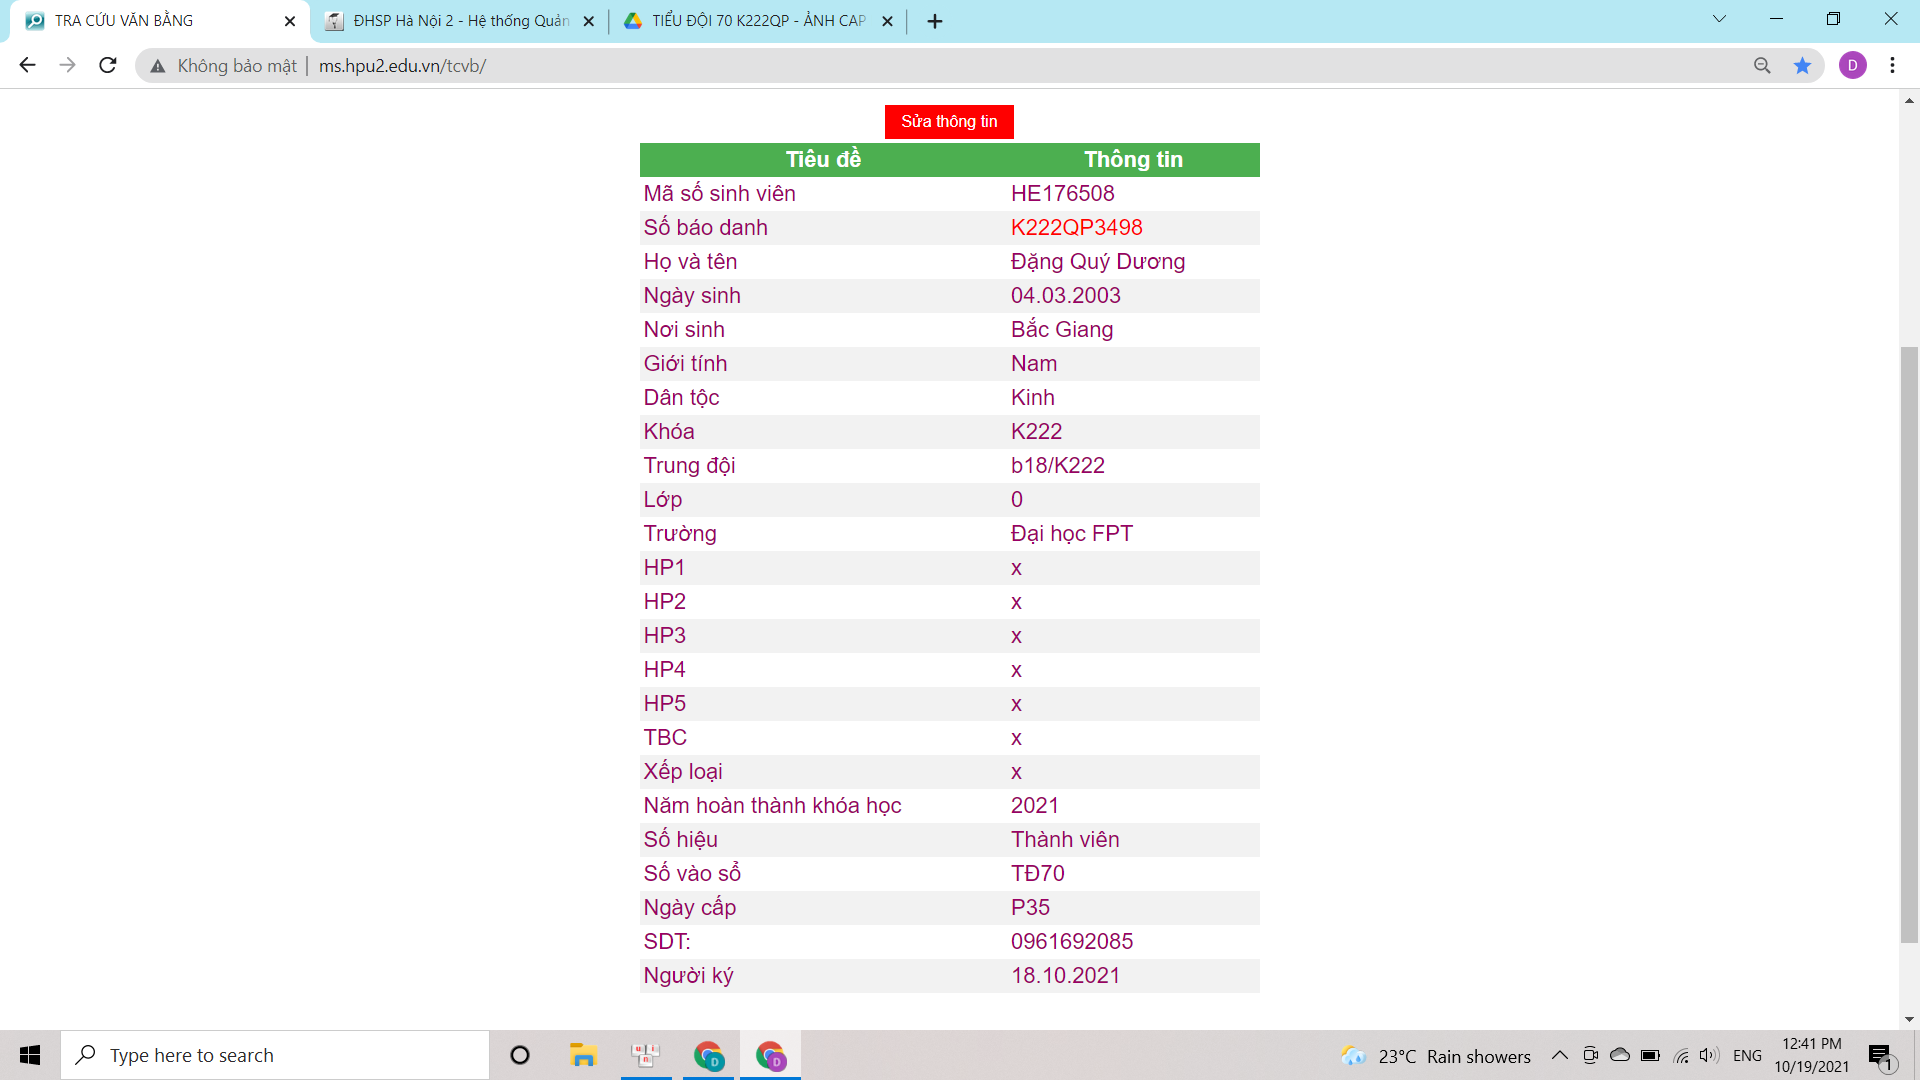 TRA CỨU VĂN BẰNG
ĐHSP Hà Nội 2 - Hệ thống Quản
TIỂU ĐỘI 70 K222QP - ẢNH CAP
Không bảo mật | ms.hpu2.edu.vn/tcvb/
D
Sửa thông tin
Tiêu đề Thông tin
Mã số sinh viên HE176508
Số báo danh K222QP3498
Họ và tên Đặng Quý Dương
Ngày sinh 04.03.2003
Nơi sinh Bắc Giang
Giới tính Nam
Dân tộc Kinh
Khóa K222
Trung đội b18/K222
Lớp 0
Trường Đại học FPT
HP1 x
HP2 x
HP3 x
HP4 x
HP5 x
TBC x
Xếp loại x
Năm hoàn thành khóa học 2021
Số hiệu Thành viên
Số vào sổ TĐ70
Ngày cấp P35
SDT: 0961692085
Người ký 18.10.2021
Type here to search
D
D
23°C Rain showers
ENG
12:41 PM
10/19/2021
1